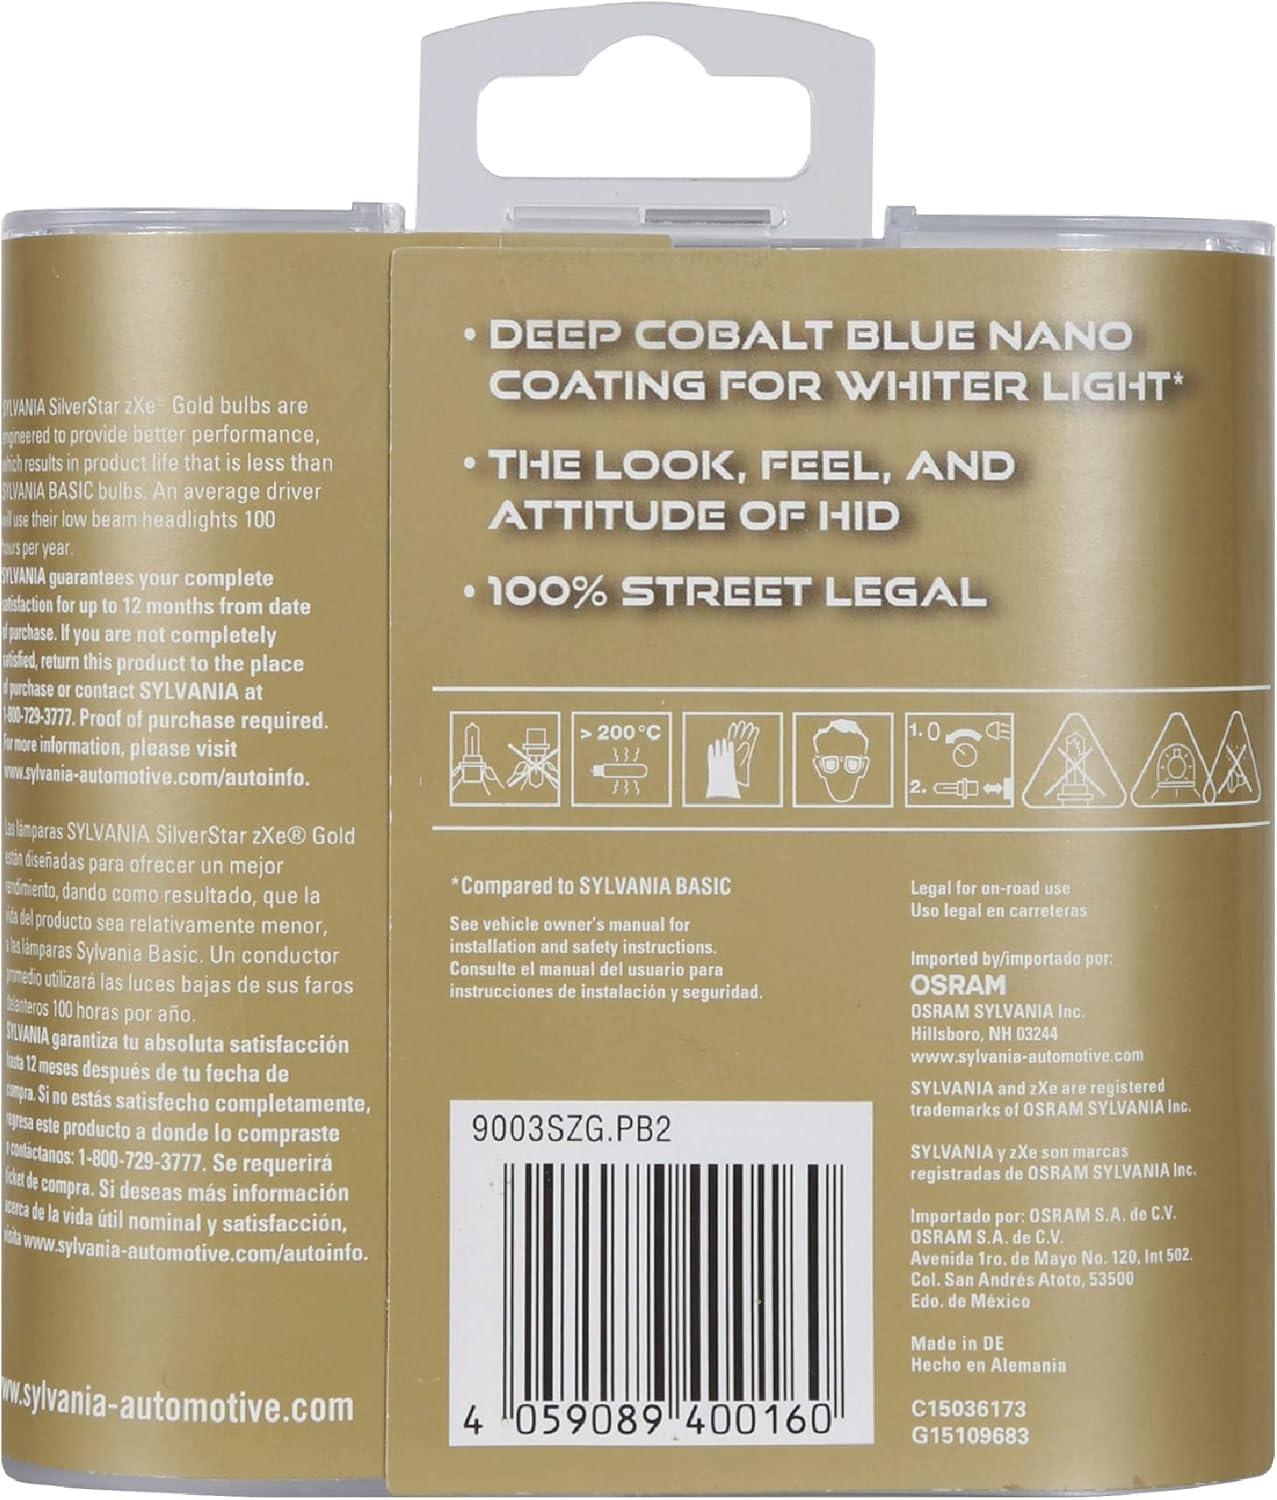 SYLVANIA SilverStar zXe® Gold bulbs are
engineered to provide better performance,
which results in product life that is less than
SYLVANIA BASIC bulbs. An average driver
will use their low beam headlights 100
hours per year.
SYLVANIA guarantees your complete
satisfaction for up to 12 months from date
of purchase. If you are not completely
satisfied, return this product to the place
of purchase or contact SYLVANIA at
1-800-729-3777. Proof of purchase required.
For more information, please visit
www.sylvania-automotive.com/autoinfo.
Las lámparas SYLVANIA SilverStar zXe® Gold
están diseñadas para ofrecer un mejor
rendimiento, dando como resultado, que la
vida del producto sea relativamente menor,
a las lámparas Sylvania Basic. Un conductor
promedio utilizará las luces bajas de sus faros
delanteros 100 horas por año.
SYLVANIA garantiza tu absoluta satisfacción
hasta 12 meses después de tu fecha de
compra. Si no estás satisfecho completamente,
regresa este producto a donde lo compraste
o contáctanos: 1-800-729-3777. Se requerirá
ticket de compra. Si deseas más información
acerca de la vida útil nominal y satisfacción,
visita www.sylvania-automotive.com/autoinfo.
www.sylvania-automotive.com
• DEEP COBALT BLUE NANO
COATING FOR WHITER LIGHT*
• THE LOOK, FEEL, AND
ATTITUDE OF HID
• 100% STREET LEGAL
> 200 °C
1. 0
2.
*Compared to SYLVANIA BASIC
See vehicle owner's manual for
installation and safety instructions.
Consulte el manual del usuario para
instrucciones de instalación y seguridad.
9003SZG.PB2
4 059089 400160
Legal for on-road use
Uso legal en carreteras
Imported by/importado por:
OSRAM
OSRAM SYLVANIA Inc.
Hillsboro, NH 03244
www.sylvania-automotive.com
SYLVANIA and zXe are registered
trademarks of OSRAM SYLVANIA Inc.
SYLVANIA y zXe son marcas
registradas de OSRAM SYLVANIA Inc.
Importado por: OSRAM S.A. de C.V.
OSRAM S.A. de C.V.
Avenida 1ro. de Mayo No. 120, Int 502.
Col. San Andrés Atoto, 53500
Edo. de México
Made in DE
Hecho en Alemania
C15036173
G15109683